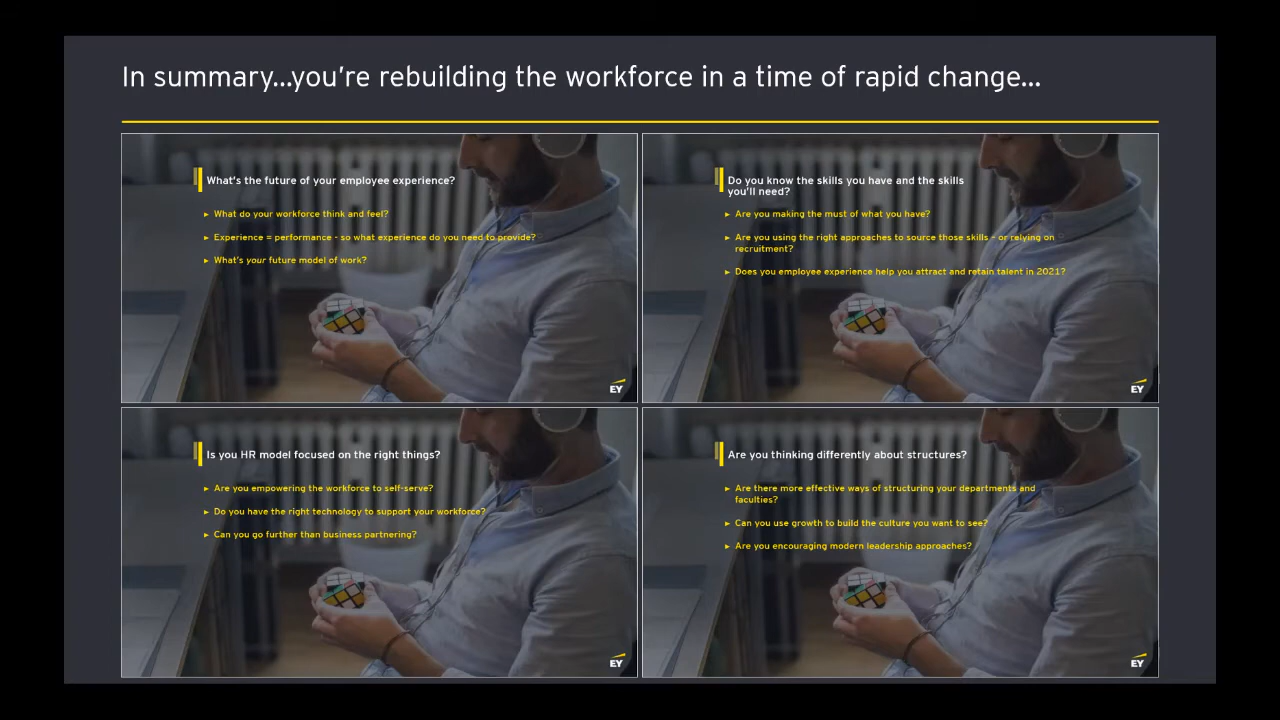 In summary...you're rebuilding the workforce in a time of rapid change...
What's the future of your employee experience?
► What do your workforce think and feel?
► Experience = performance - so what experience do you need to provide?
► What's your future model of work?
EY
Do you know the skills you have and the skills
you'll need?
► Are you making the must of what you have?
► Are you using the right approaches to source those skills – or relying on
recruitment?
► Does you employee experience help you attract and retain talent in 2021?
EY
Is you HR model focused on the right things?
► Are you empowering the workforce to self-serve?
► Do you have the right technology to support your workforce?
► Can you go further than business partnering?
EY
Are you thinking differently about structures?
► Are there more effective ways of structuring your departments and
faculties?
► Can you use growth to build the culture you want to see?
► Are you encouraging modern leadership approaches?
EY